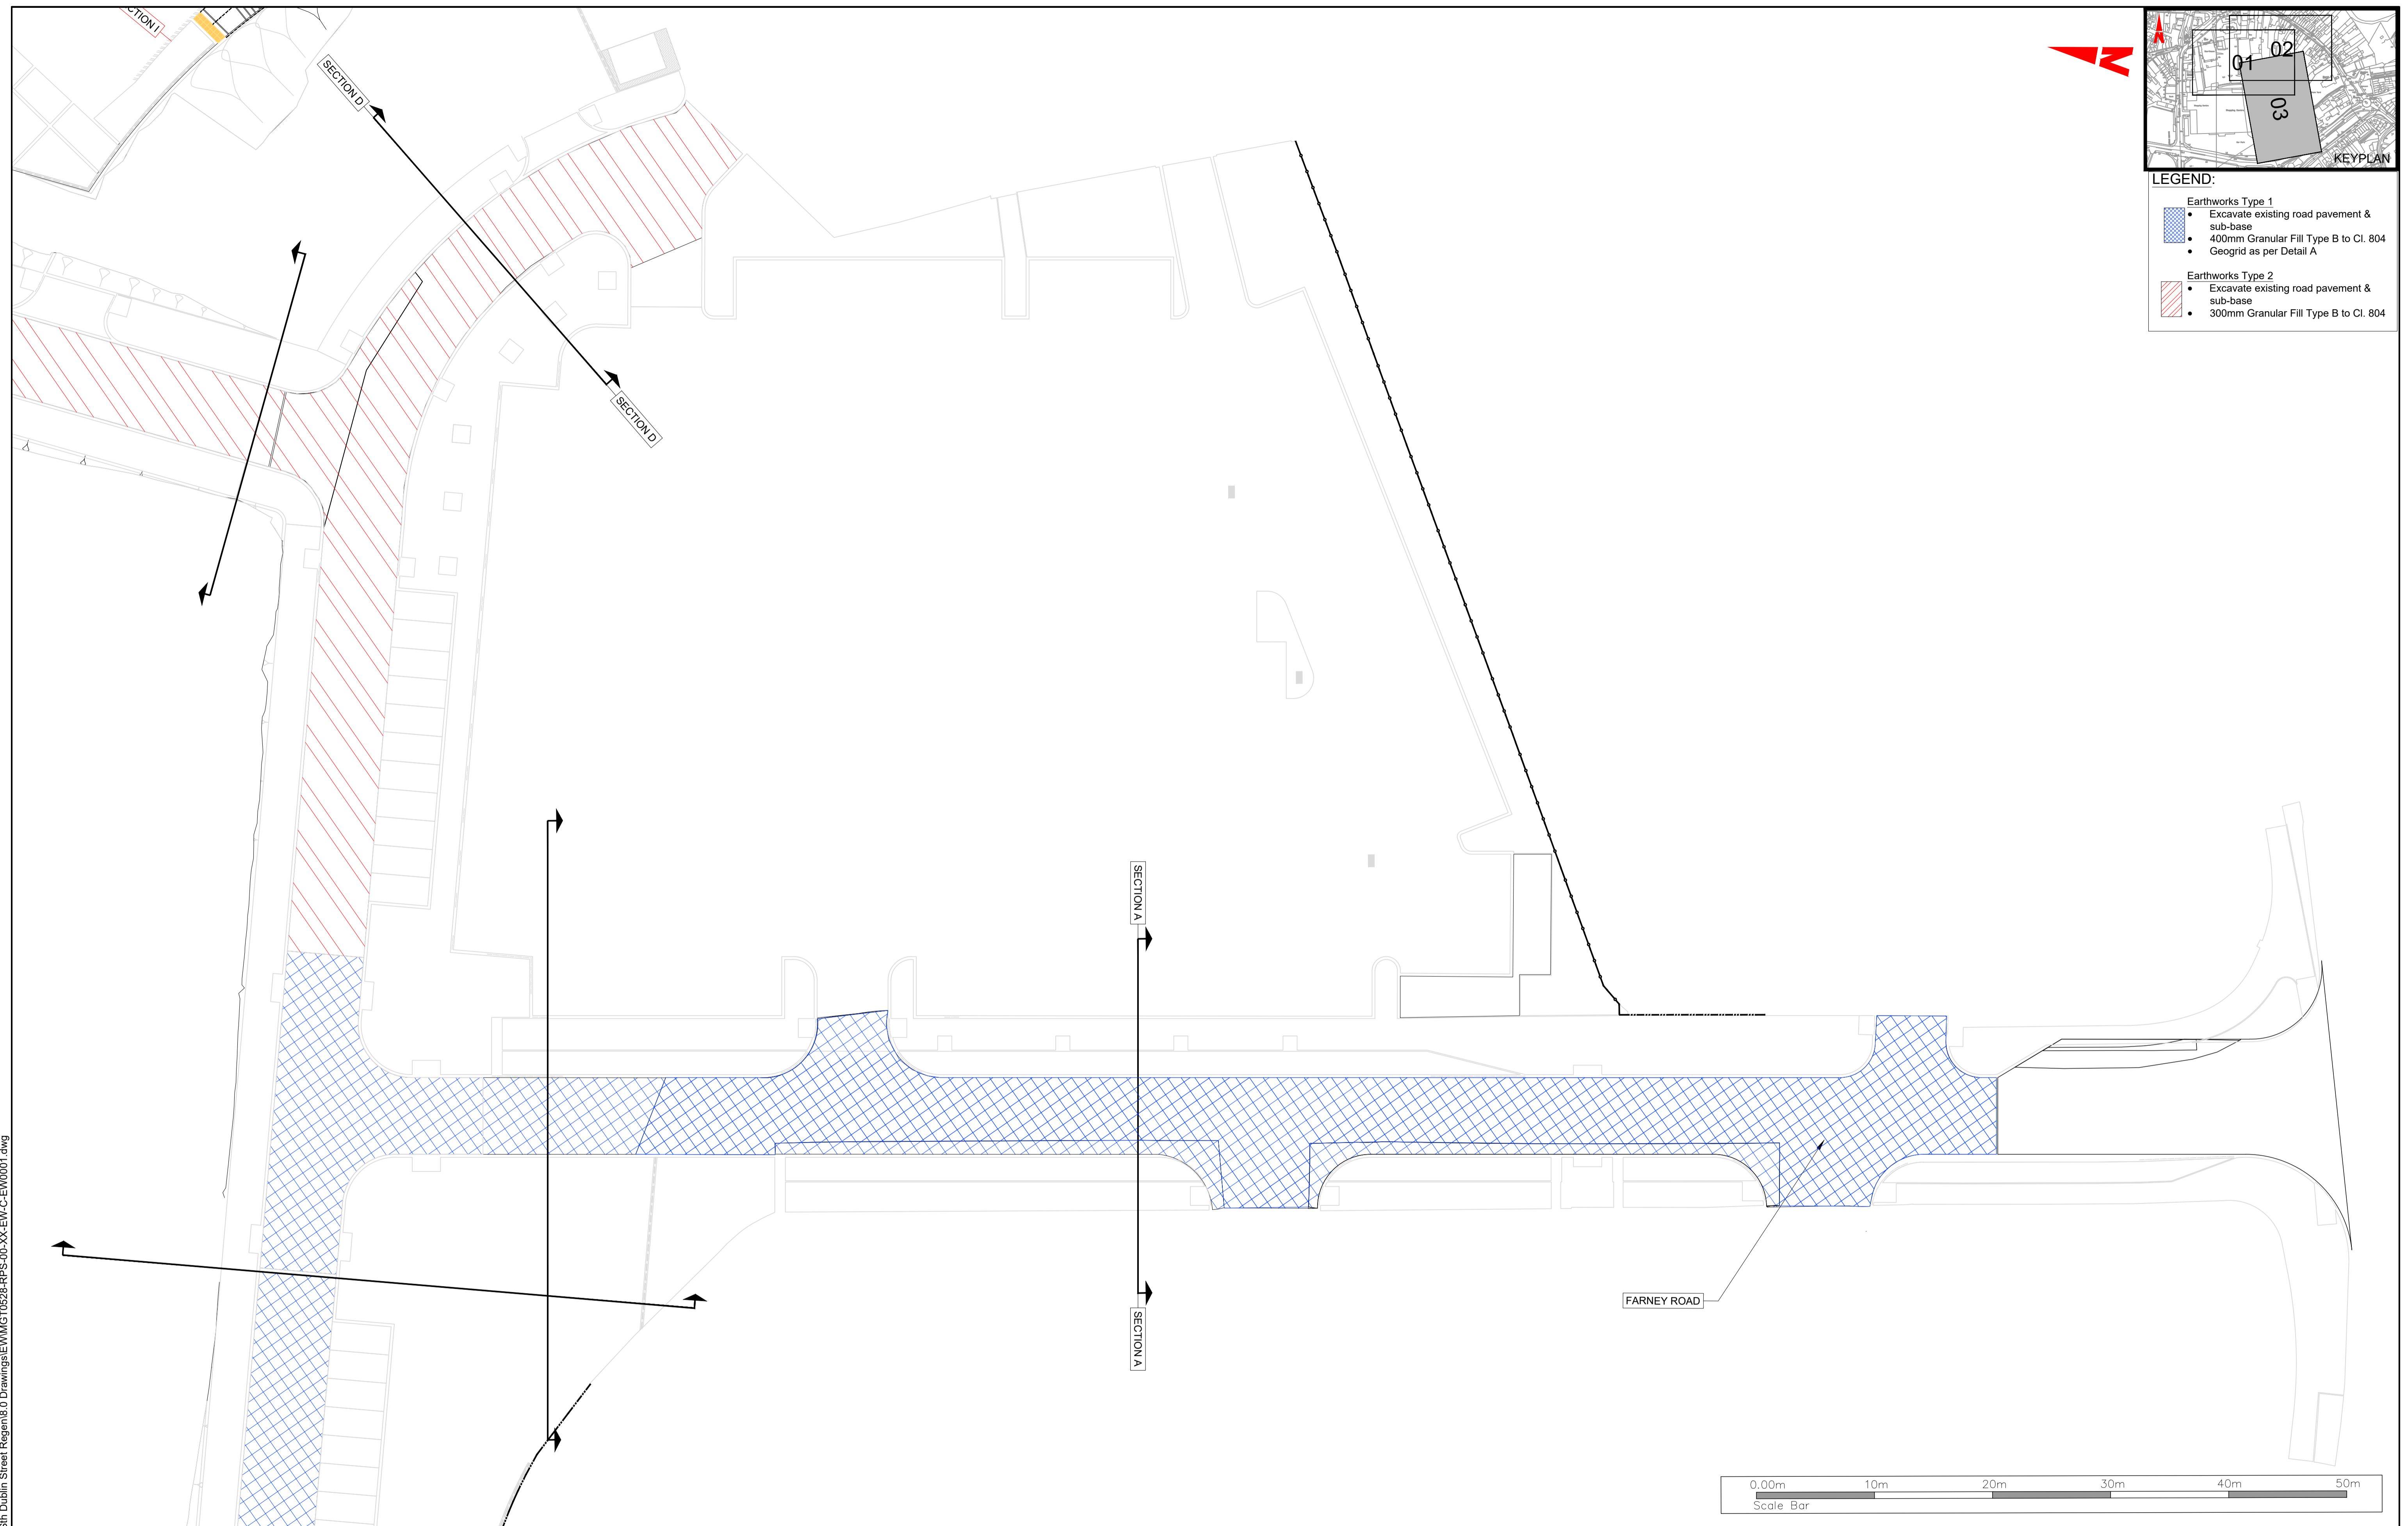 CTION I
SECTION D
SECTION D
SECTION A
SECTION A
FARNEY ROAD
N
N
01
02
03
KEYPLAN
LEGEND:
Earthworks Type 1
• Excavate existing road pavement &
sub-base
• 400mm Granular Fill Type B to Cl. 804
• Geogrid as per Detail A
Earthworks Type 2
• Excavate existing road pavement &
sub-base
• 300mm Granular Fill Type B to Cl. 804
0.00m 10m 20m 30m 40m 50m
Scale Bar
Sth Dublin Street Regen\8.0 Drawings\EW\MGT0528-RPS-00-XX-EW-C-EW0001.dwg